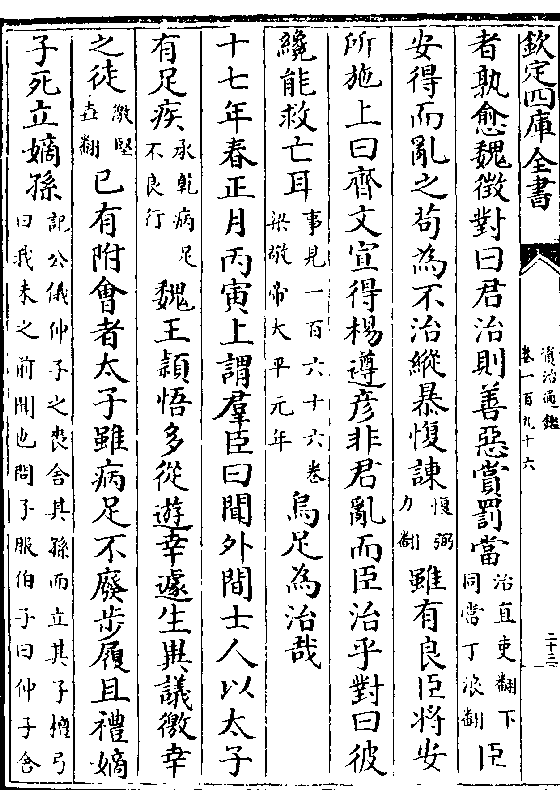 欽定四庫全書
資治通鑑
卷一百九十六
二十三
者孰愈魏徵對曰君治則善惡賞罰當治直吏翻下同當丁浪翻臣
安得而亂之苟為不治縱暴愎諫愎弼力翻雖有良臣將安
所施上曰齊文宣得楊遵彥非君亂而臣治乎對曰彼
纔能救亡耳事見一百六十六卷梁敬帝太平元年烏足為治哉
十七年春正月丙寅上謂羣臣曰聞外間士人以太子
有足疾承乾病足不良行魏王穎悟多從遊幸遽生異議徼幸
之徒徼堅堯翻已有附會者太子雖病足不廢步履且禮嫡
子死立嫡孫記公儀仲子之喪舍其孫而立其子檀弓曰我未之前聞也問子服伯子曰仲子舍